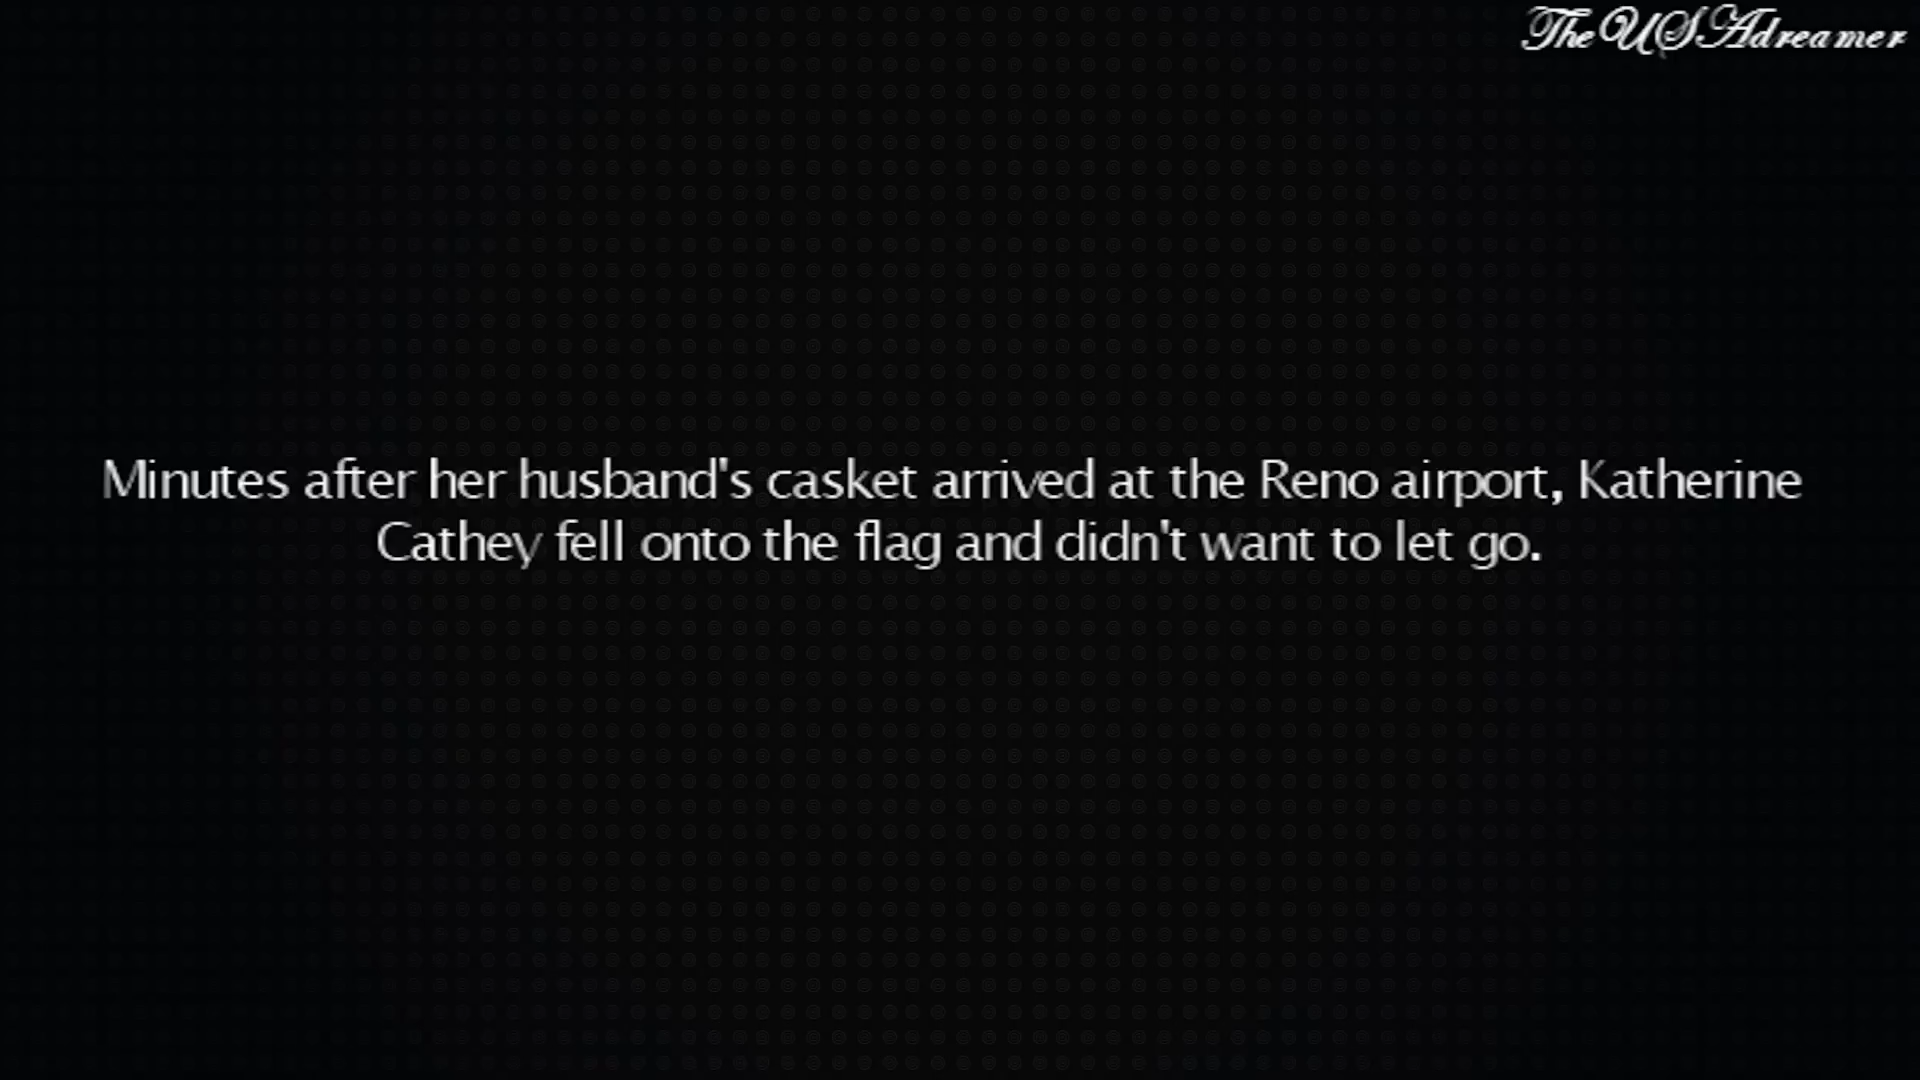 TheUSAdreamer
Minutes after her husband's casket arrived at the Reno airport, Katherine
Cathey fell onto the flag and didn't want to let go.